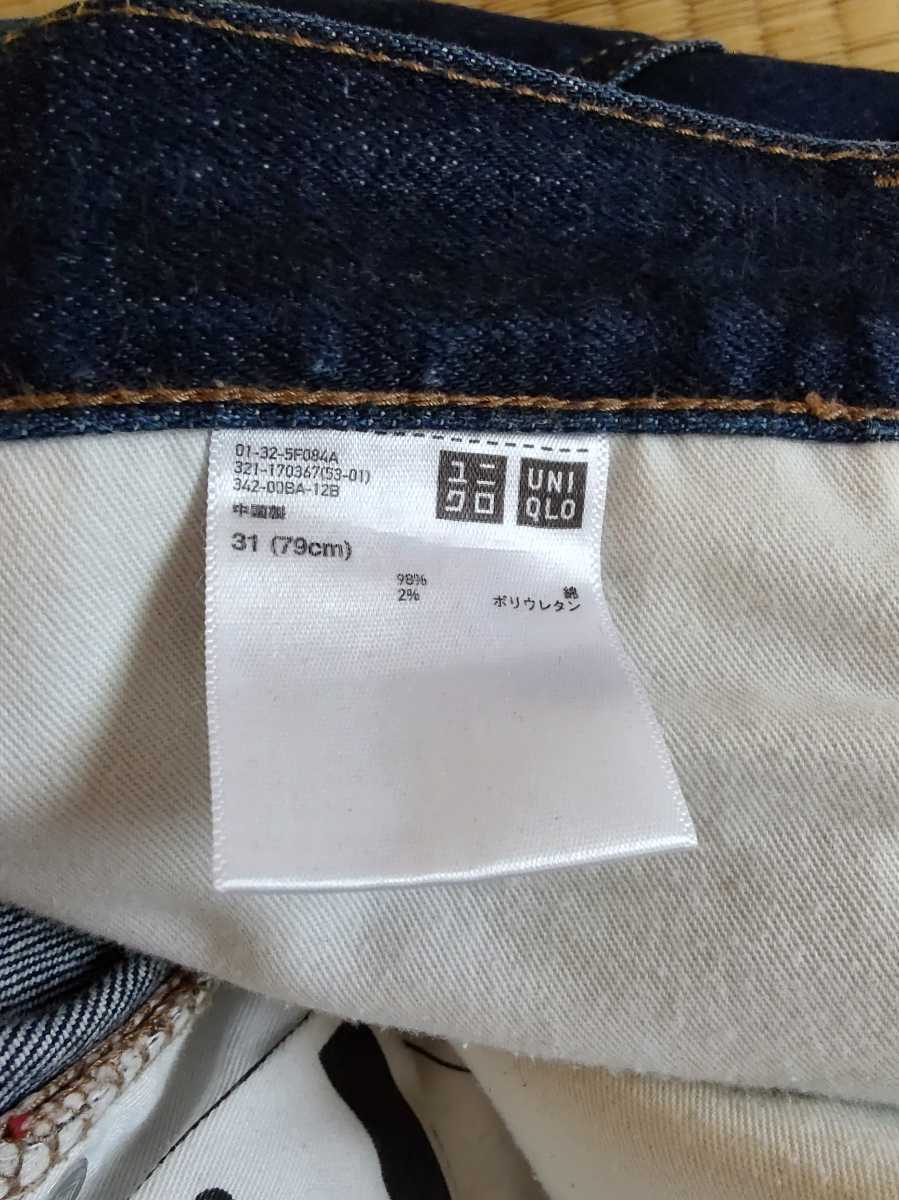 01-32-5F084A
321-170367(53-01)
342-00BA-12B
中国製
31 (79cm)
ユニ
クロ
UNI
QLO
98% 綿
2% ポリウレタン